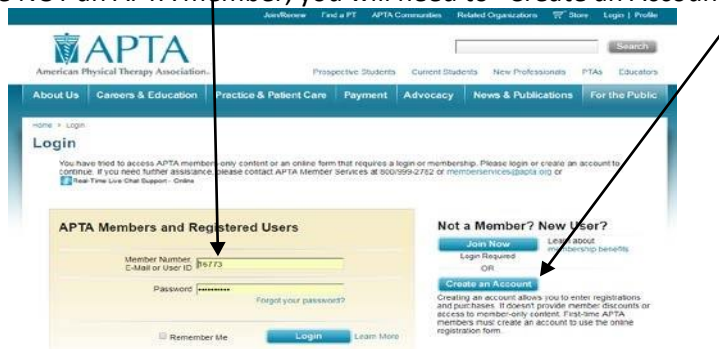 NOT an APTA member, you will need to "Create an Account
Join/Renew Find a PT APTA Communities Related Organizations Store Login | Profile
APTA
Search
American Physical Therapy Association.
Prospective Students Current Students New Professionals PTAs Educators
About Us Careers & Education Practice & Patient Care Payment Advocacy News & Publications For the Public
Home > Login
Login
You have tried to access APTA members-only content or an online form that requires a login or membership. Please login or create an account to
continue. If you need further assistance, please contact APTA Member Services at 800/999-2782 or memberservices@apta.org or
Real-Time Live Chat Support - Online
APTA Members and Registered Users
Member Number,
E-Mail or User ID 16773
Password
Forgot your password?
Remember Me Login Learn More
Not a Member? New User?
Join Now Learn about
membership benefits
Login Required
OR
Create an Account
Creating an account allows you to enter registrations
and purchases. It doesn't provide member discounts or
access to member-only content. First-time APTA
members must create an account to use the online
registration form.